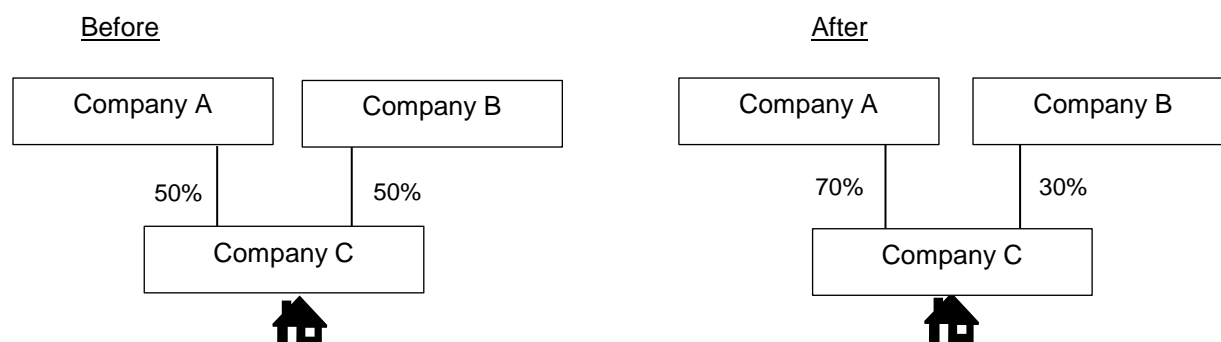 Before
After
Company A
Company B
Company A
Company B
50%
50%
70%
30%
Company C
Company C